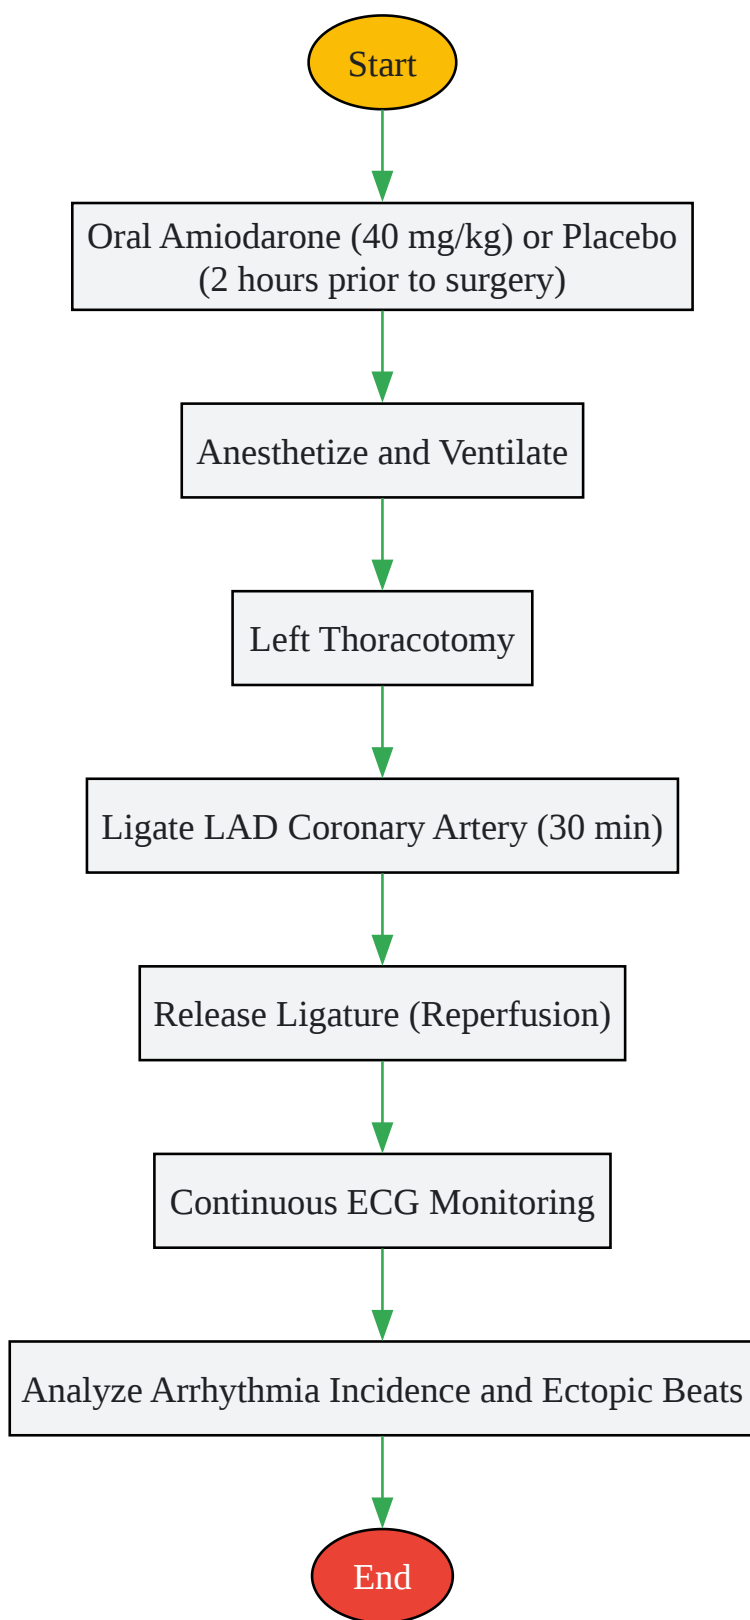 Start
Oral Amiodarone (40 mg/kg) or Placebo
(2 hours prior to surgery)
Anesthetize and Ventilate
Left Thoracotomy
Ligate LAD Coronary Artery (30 min)
Release Ligature (Reperfusion)
Continuous ECG Monitoring
Analyze Arrhythmia Incidence and Ectopic Beats
End